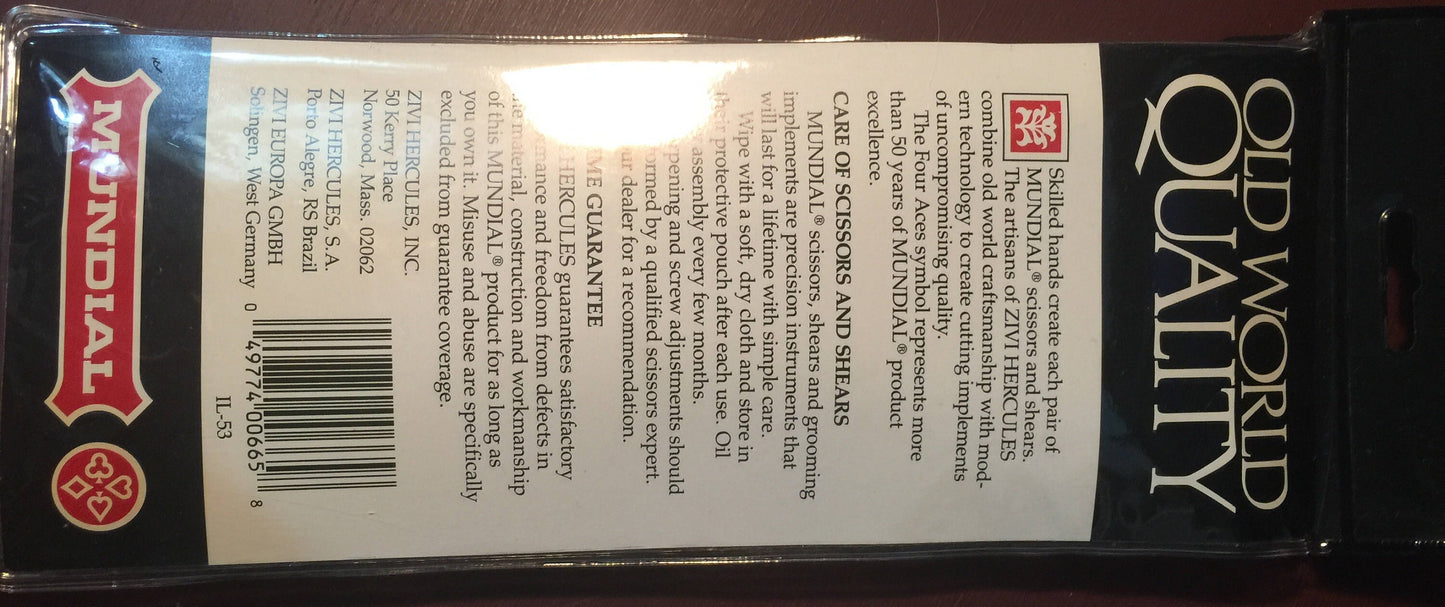 OLD WORLD
QUALITY
Skilled hands create each pair of
MUNDIAL® scissors and shears.
The artisans of ZIVI HERCULES
combine old world craftsmanship with mod-
ern technology to create cutting implements
of uncompromising quality.
The Four Aces symbol represents more
than 50 years of MUNDIAL® product
excellence.
CARE OF SCISSORS AND SHEARS
MUNDIAL® scissors, shears and grooming
implements are precision instruments that
will last for a lifetime with simple care.
Wipe with a soft, dry cloth and store in
their protective pouch after each use. Oil
assembly every few months.
and screw adjustments should
by a qualified scissors expert.
dealer for a recommendation.
GUARANTEE
HERCULES guarantees satisfactory
and freedom from defects in
material, construction and workmanship
of this MUNDIAL® product for as long as
you own it. Misuse and abuse are specifically
excluded from guarantee coverage.
ZIVI HERCULES, INC.
50 Kerry Place
Norwood, Mass. 02062
ZIVI HERCULES, S.A.
Porto Alegre, RS Brazil
ZIVI EUROPA GMBH
Solingen, West Germany
0 49774 00665 8
IL-53
MUNDIAL